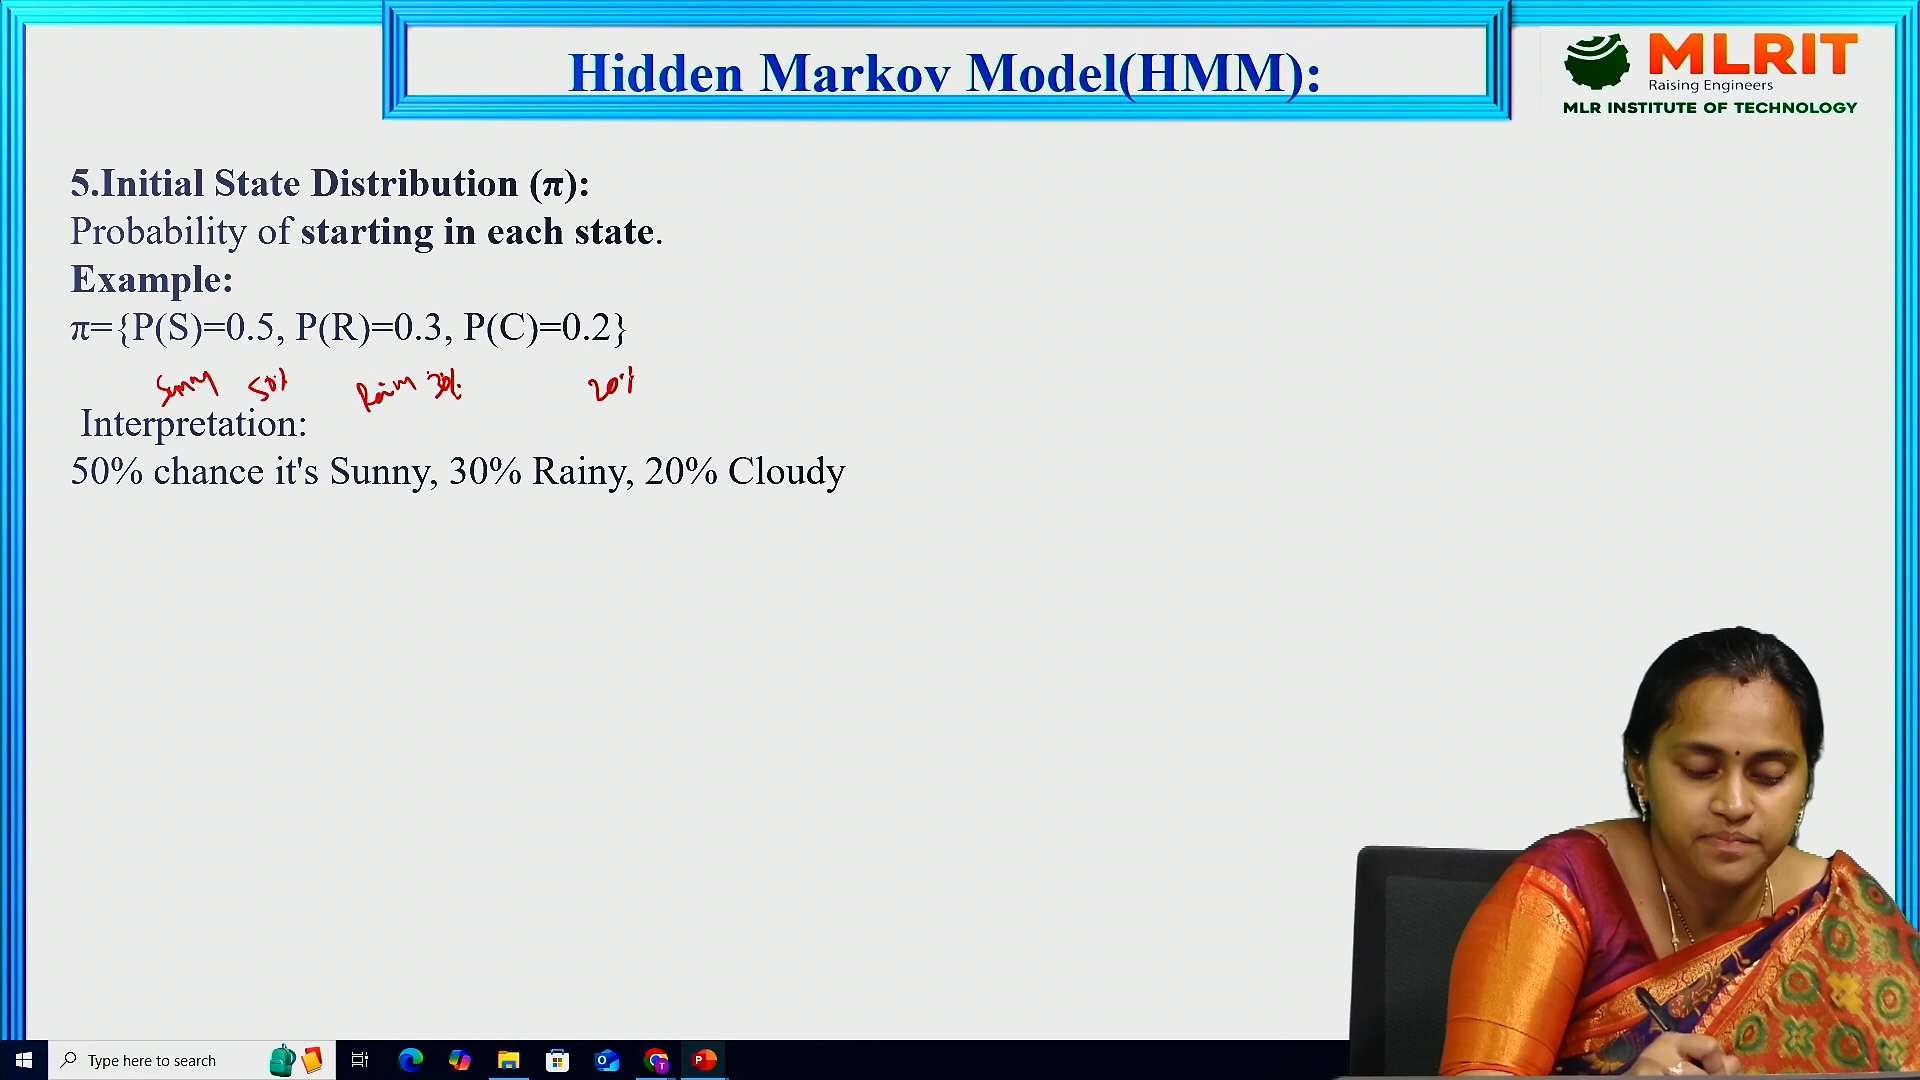 Hidden Markov Model(HMM):
MLRIT
Raising Engineers
MLR INSTITUTE OF TECHNOLOGY
5.Initial State Distribution (π):
Probability of starting in each state.
Example:
π={P(S)=0.5, P(R)=0.3, P(C)=0.2}
Sunny 50% Rainy 30% 20%
Interpretation:
50% chance it's Sunny, 30% Rainy, 20% Cloudy
Type here to search